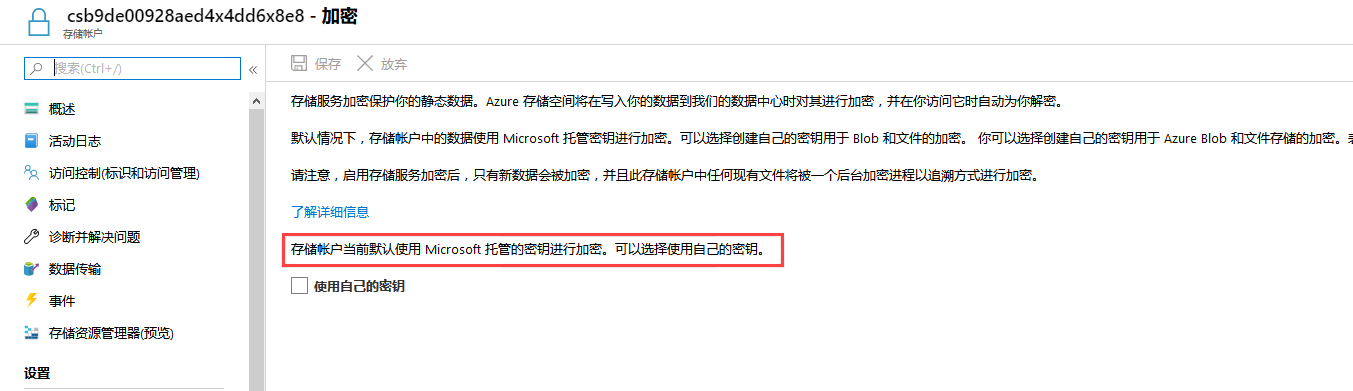 csb9de00928aed4x4dd6x8e8 - 加密
存储帐户
搜索(Ctrl+/)
«
保存 放弃
概述
活动日志
访问控制(标识和访问管理)
标记
诊断并解决问题
数据传输
事件
存储资源管理器(预览)
设置
存储服务加密保护你的静态数据。Azure 存储空间将在写入你的数据到我们的数据中心时对其进行加密，并在你访问它时自动为你解密。
默认情况下，存储帐户中的数据使用 Microsoft 托管密钥进行加密。可以选择创建自己的密钥用于 Blob 和文件的加密。 你可以选择创建自己的密钥用于 Azure Blob 和文件存储的加密。
请注意，启用存储服务加密后，只有新数据会被加密，并且此存储帐户中任何现有文件将被一个后台加密进程以追溯方式进行加密。
了解详细信息
存储帐户当前默认使用 Microsoft 托管的密钥进行加密。可以选择使用自己的密钥。
使用自己的密钥